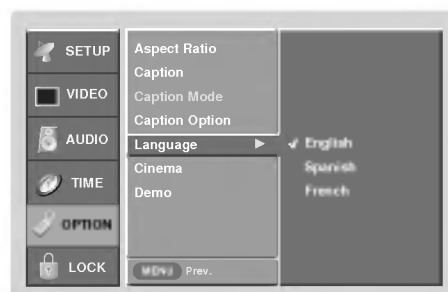 SETUP
VIDEO
AUDIO
TIME
OPTION
LOCK
Aspect Ratio
Caption
Caption Mode
Caption Option
Language
Cinema
Demo
MENU Prev.
English
Spanish
French